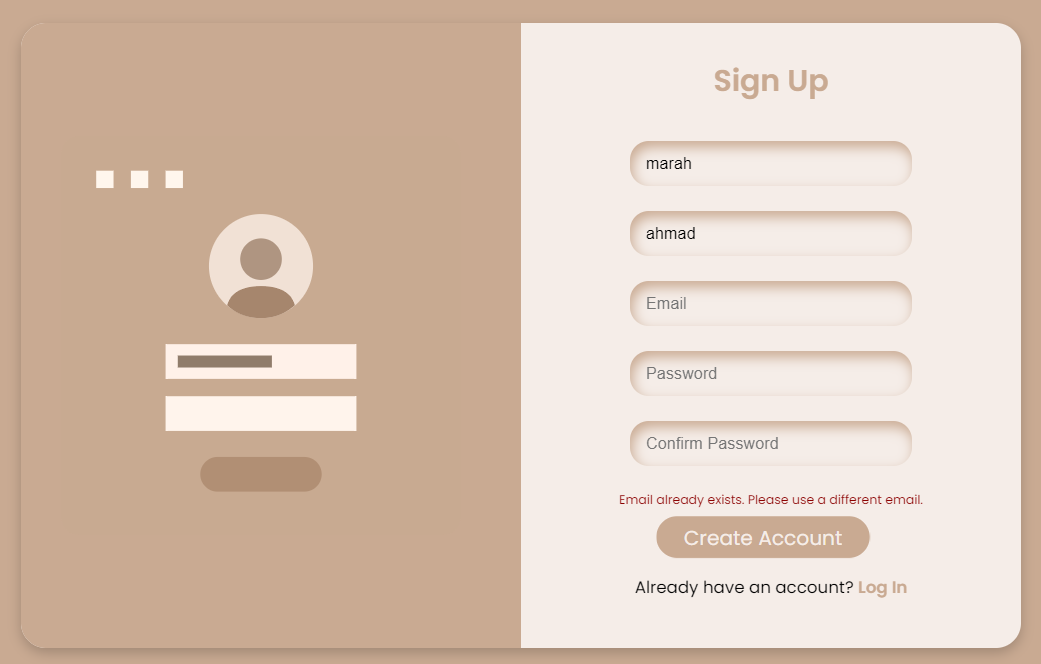 Sign Up
marah
ahmad
Email
Password
Confirm Password
Email already exists. Please use a different email.
Create Account
Already have an account? Log In